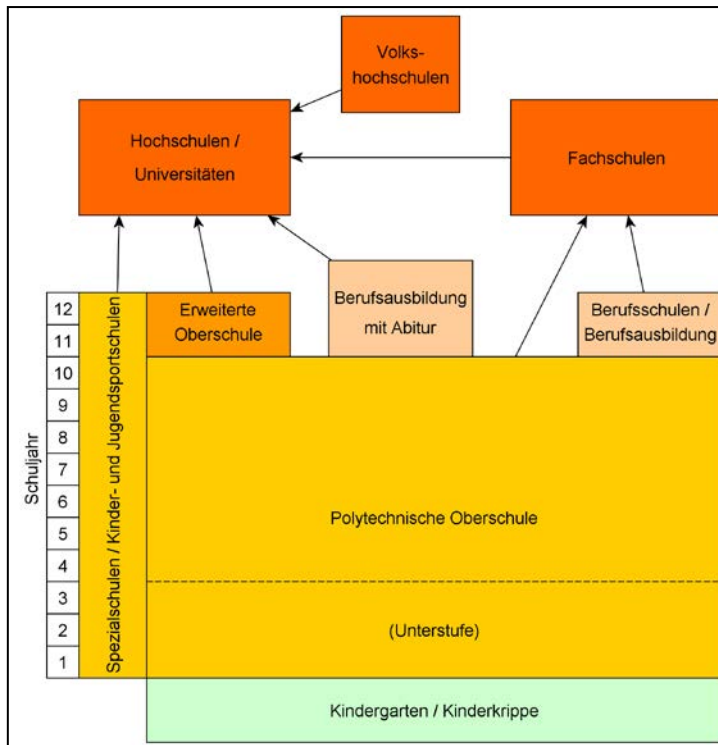 Volks-
hochschulen
Hochschulen /
Universitäten
Fachschulen
Berufsausbildung
mit Abitur
Erweiterte
Oberschule
Berufsschulen /
Berufsausbildung
12
11
10
9
8
7
6
5
4
3
2
1
Schuljahr
Spezialschulen / Kinder- und Jugendsportschulen
Polytechnische Oberschule
(Unterstufe)
Kindergarten / Kinderkrippe